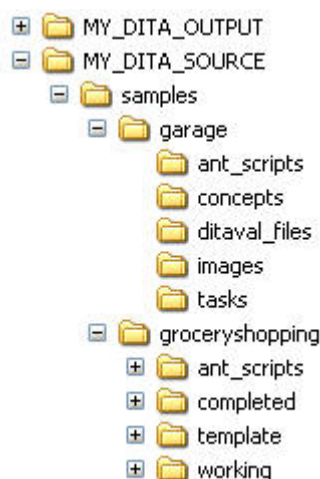 MY_DITA_OUTPUT
MY_DITA_SOURCE
samples
garage
ant_scripts
concepts
ditaval_files
images
tasks
groceryshopping
ant_scripts
completed
template
working